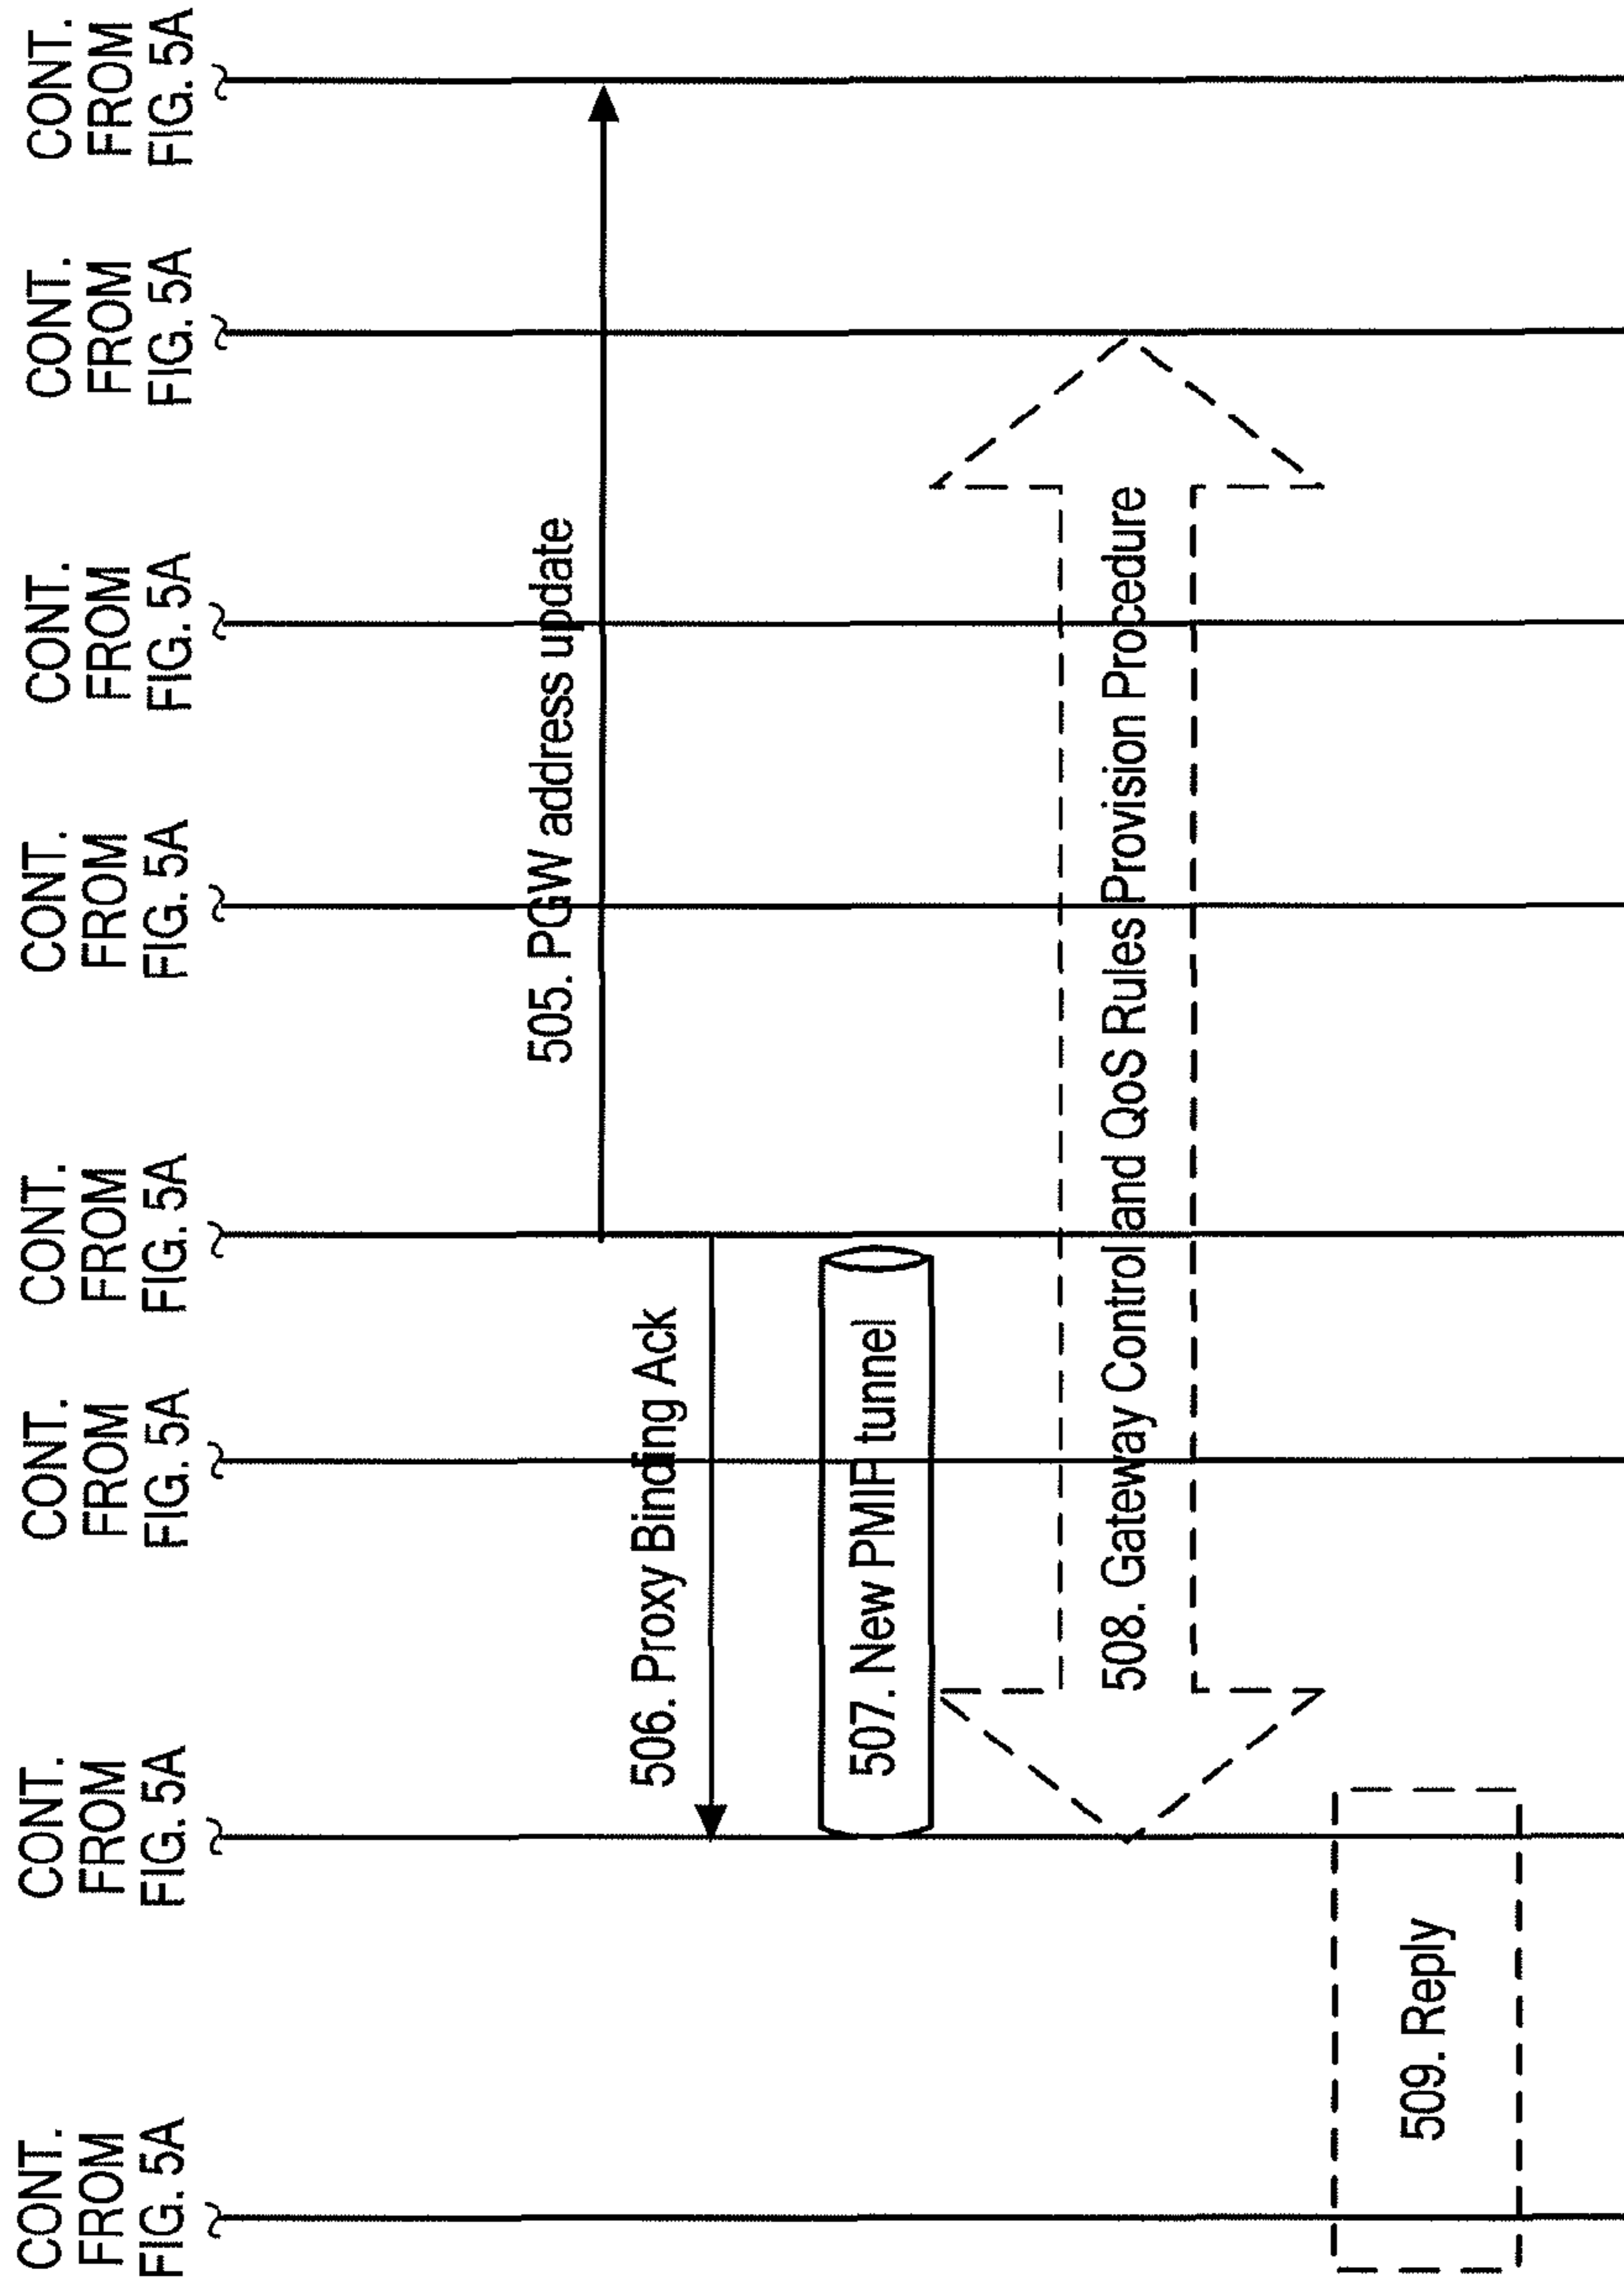 CONT.
FROM
FIG. 5A
CONT.
FROM
FIG. 5A
CONT.
FROM
FIG. 5A
CONT.
FROM
FIG. 5A
CONT.
FROM
FIG. 5A
CONT.
FROM
FIG. 5A
CONT.
FROM
FIG. 5A
CONT.
FROM
FIG. 5A
505. PGW address update
506. Proxy Binding Ack
507. New PMIP tunnel
508. Gateway Control and QoS Rules Provision Procedure
509. Reply